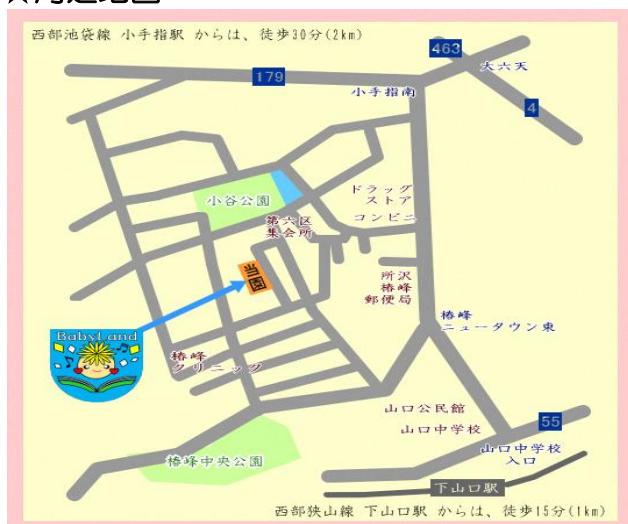 西部池袋線 小手指駅 からは、徒歩30分(2km)
463
大六天
179
小手指南
4
ドラッグ
ストア
小谷公園
コンビニ
第六区
集会所
当園
所沢
椿峰
郵便局
椿峰
ニュータウン東
BabyLand
椿峰
クリニック
山口公民館
55
山口中学校
山口中学校
入口
椿峰中央公園
下山口駅
西部狭山線 下山口駅 からは、徒歩15分(1km)